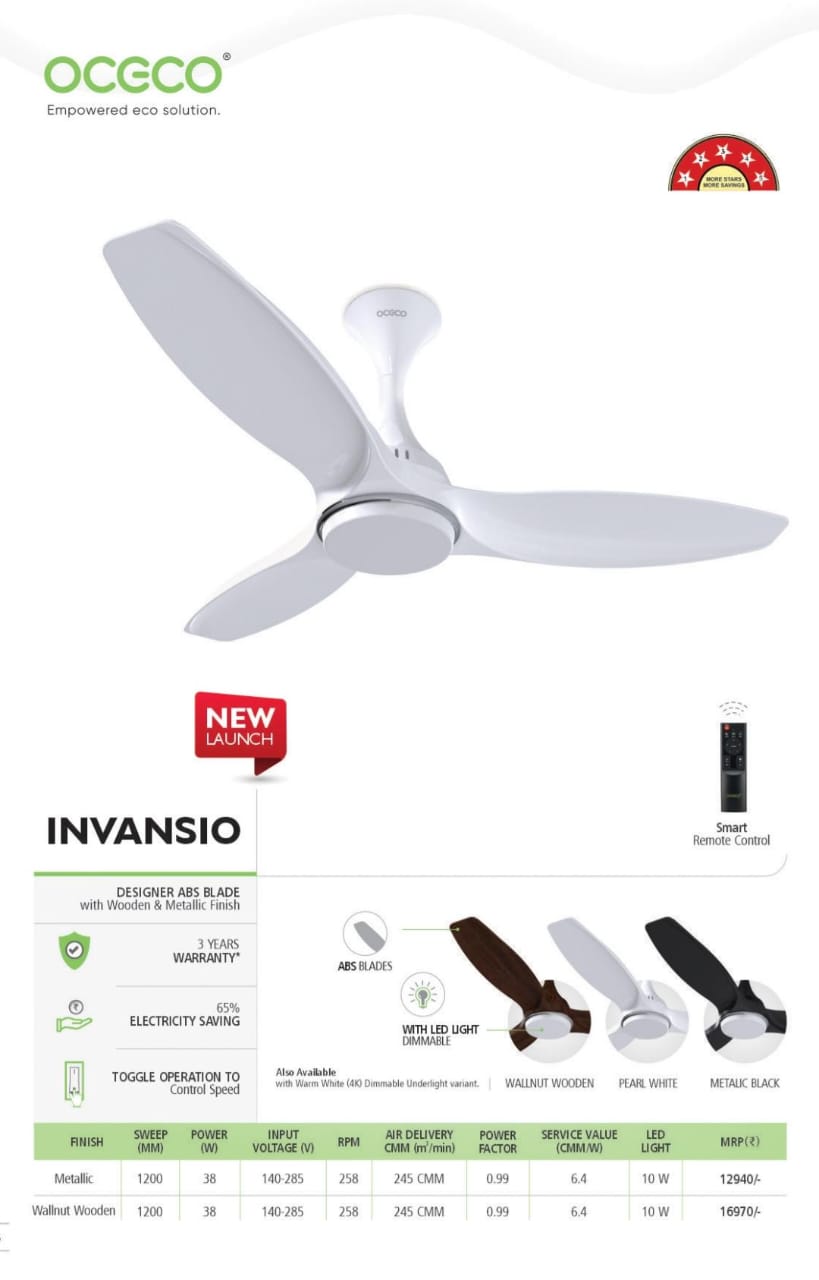 OCECO®
Empowered eco solution.
MORE STARS
MORE SAVINGS
OCECO
NEW
LAUNCH
INVANSIO
Smart
Remote Control
DESIGNER ABS BLADE
with Wooden & Metallic Finish
3 YEARS
WARRANTY*
65%
ELECTRICITY SAVING
TOGGLE OPERATION TO
Control Speed
ABS BLADES
WITH LED LIGHT
DIMMABLE
Also Available
with Warm White (4K) Dimmable Underlight variant.
WALLNUT WOODEN PEARL WHITE METALIC BLACK
FINISH SWEEP (MM) POWER (W) INPUT VOLTAGE (V) RPM AIR DELIVERY CMM (m³/min) POWER FACTOR SERVICE VALUE (CMM/W) LED LIGHT MRP(₹)
Metallic 1200 38 140-285 258 245 CMM 0.99 6.4 10 W 12940/-
Wallnut Wooden 1200 38 140-285 258 245 CMM 0.99 6.4 10 W 16970/-